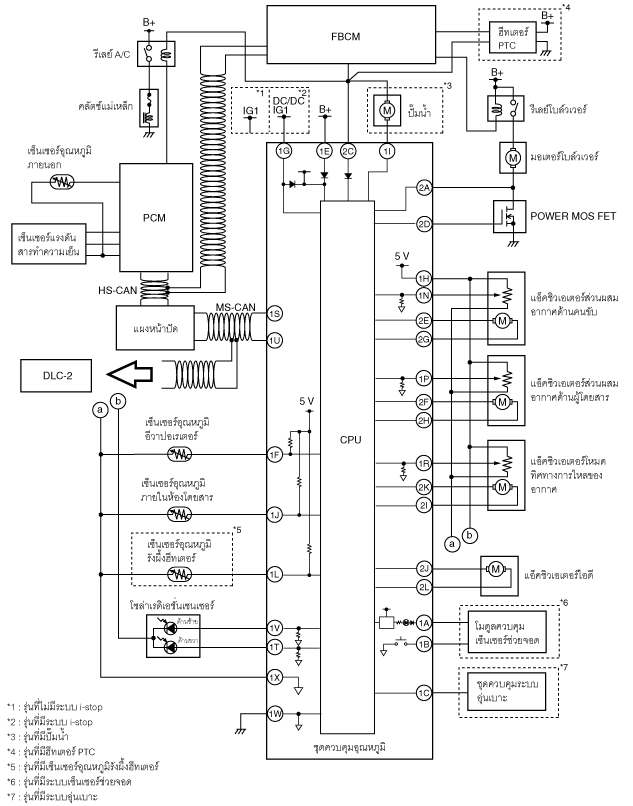 FBCM
*4
B+
ฮีทเตอร์
PTC
B+
รีเลย์ A/C
คลัตช์แม่เหล็ก
*1
IG1
DC/DC
*2
IG1
B+
*3
M
ปั๊มน้ำ
B+
รีเลย์โบล์วเวอร์
M
มอเตอร์โบล์วเวอร์
POWER MOS FET
เซ็นเซอร์อุณหภูมิ
ภายนอก
PCM
เซ็นเซอร์แรงดัน
สารทำความเย็น
HS-CAN
MS-CAN
แผงหน้าปัด
DLC-2
1G
1E
2C
1I
2A
2D
5 V
1H
1N
2E
2G
M
แอ็คชิวเอเตอร์ส่วนผสม
อากาศด้านคนขับ
1S
1U
1P
2F
2H
M
แอ็คชิวเอเตอร์ส่วนผสม
อากาศด้านผู้โดยสาร
CPU
5 V
a
b
เซ็นเซอร์อุณหภูมิ
อีวาปอเรเตอร์
1F
1R
2K
2I
M
แอ็คชิวเอเตอร์โหมด
ทิศทางการไหลของ
อากาศ
เซ็นเซอร์อุณหภูมิ
ภายในห้องโดยสาร
1J
a
b
*5
เซ็นเซอร์อุณหภูมิ
รังผึ้งฮีทเตอร์
1L
2J
2L
M
แอ็คชิวเอเตอร์ไอดี
โซล่าเรดิเอชั่นเซนเซอร์
ด้านซ้าย
ด้านขวา
1V
1T
1A
1B
*6
โมดูลควบคุม
เซ็นเซอร์ช่วยจอด
1X
1W
1C
*7
ชุดควบคุมระบบ
อุ่นเบาะ
ชุดควบคุมอุณหภูมิ
*1 : รุ่นที่ไม่มีระบบ i-stop
*2 : รุ่นที่มีระบบ i-stop
*3 : รุ่นที่มีปั๊มน้ำ
*4 : รุ่นที่มีฮีทเตอร์ PTC
*5 : รุ่นที่มีเซ็นเซอร์อุณหภูมิรังผึ้งฮีทเตอร์
*6 : รุ่นที่มีระบบเซ็นเซอร์ช่วยจอด
*7 : รุ่นที่มีระบบอุ่นเบาะ